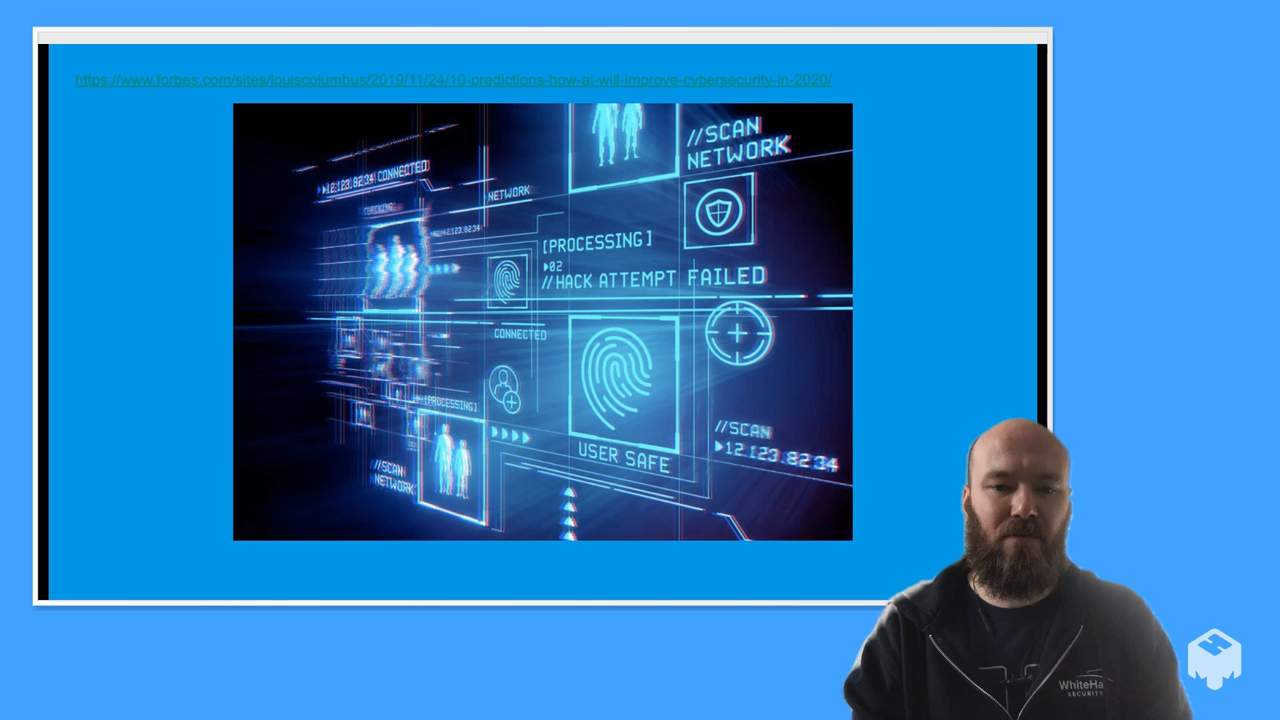 https://www.forbes.com/sites/louiscolumbus/2019/11/24/10-predictions-how-ai-will-improve-cybersecurity-in-2020/
//SCAN
NETWORK
12.123.82.34 CONNECTED
NETWORK
[PROCESSING]
02
//HACK ATTEMPT FAILED
CONNECTED
[PROCESSING]
//SCAN
12.123.82.34
USER SAFE
//SCAN
NETWORK
WhiteHa
SECURITY